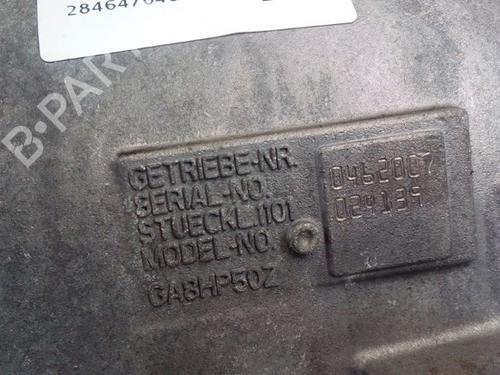 B-PARTS
GETRIEBE-NR.
SERIAL-NO.
STUECKL.1101
MODEL-NO.
GA8HP50Z
0462007
024139